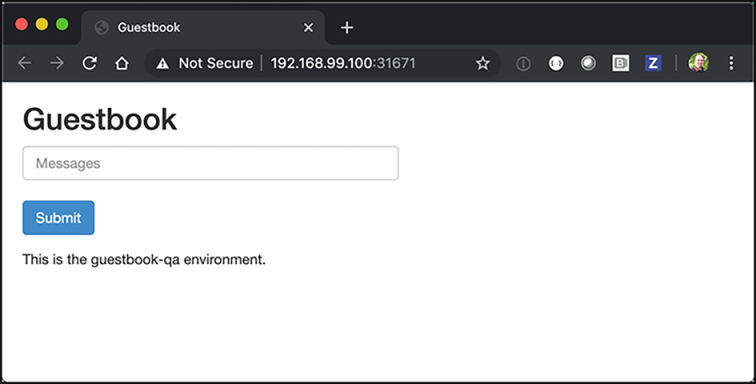 Guestbook
Not Secure | 192.168.99.100:31671
B
Z
Guestbook
Messages
Submit
This is the guestbook-qa environment.